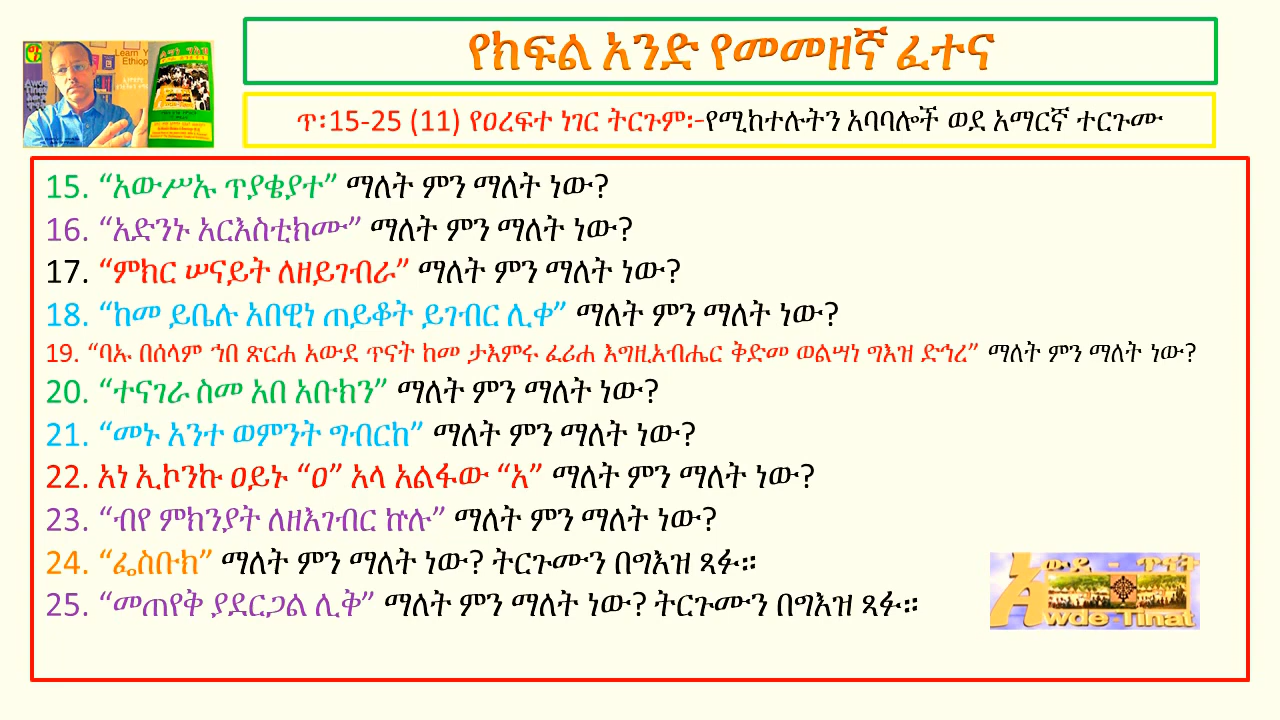 የክፍል አንድ የመመዘኛ ፈተና
ጥ፡15-25 (11) የዐረፍተ ነገር ትርጉም፡-የሚከተሉትን አባባሎች ወደ አማርኛ ተርጉሙ
15. “አውሥኡ ጥያቄያተ” ማለት ምን ማለት ነው?
16. “አድንኑ አርእስቲክሙ” ማለት ምን ማለት ነው?
17. “ምክር ሠናይት ለዘይገብራ” ማለት ምን ማለት ነው?
18. “ከመ ይቤሉ አበዊነ ጠይቆት ይገብር ሊቀ” ማለት ምን ማለት ነው?
19. “ባኡ በሰላም ኀበ ጽርሐ አውደ ጥናት ከመ ታእምሩ ፈሪሐ እግዚአብሔር ቅድመ ወልሣነ ግእዝ ድኅረ” ማለት ምን ማለት ነው?
20. “ተናገራ ስመ አበ አቡክን” ማለት ምን ማለት ነው?
21. “መኑ አንተ ወምንት ግብርከ” ማለት ምን ማለት ነው?
22. አነ ኢኮንኩ ዐይኑ “ዐ” አላ አልፋው “አ” ማለት ምን ማለት ነው?
23. “ብየ ምክንያት ለዘእገብር ኵሉ” ማለት ምን ማለት ነው?
24. “ፌስቡክ” ማለት ምን ማለት ነው? ትርጉሙን በግእዝ ጻፉ።
25. “መጠየቅ ያደርጋል ሊቅ” ማለት ምን ማለት ነው? ትርጉሙን በግእዝ ጻፉ።
አውደ - ጥናት
Awde-Tinat